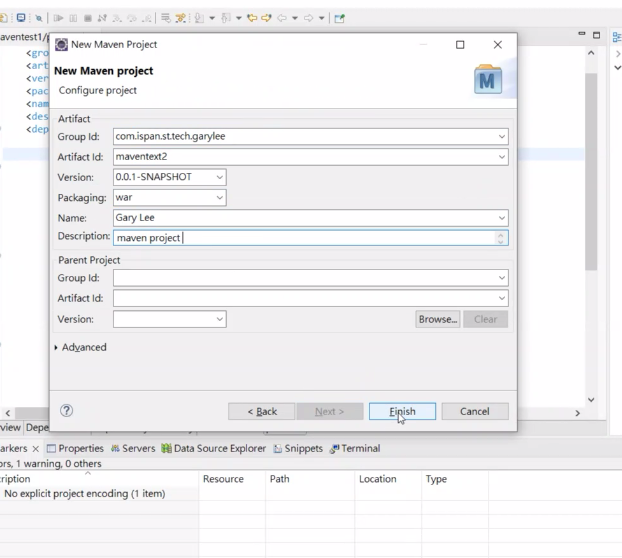 aventest1/p
New Maven Project
<gro
<art
<ver
<pac
<nam
<des
<dep
New Maven project
Configure project
M
Artifact
Group Id: com.ispan.st.tech.garylee
Artifact Id: maventext2
Version: 0.0.1-SNAPSHOT
Packaging: war
Name: Gary Lee
Description: maven project
Parent Project
Group Id:
Artifact Id:
Version:
Browse... Clear
Advanced
< Back Next > Finish Cancel
view Depe
arkers Properties Servers Data Source Explorer Snippets Terminal
ors, 1 warning, 0 others
cription Resource Path Location Type
No explicit project encoding (1 item)